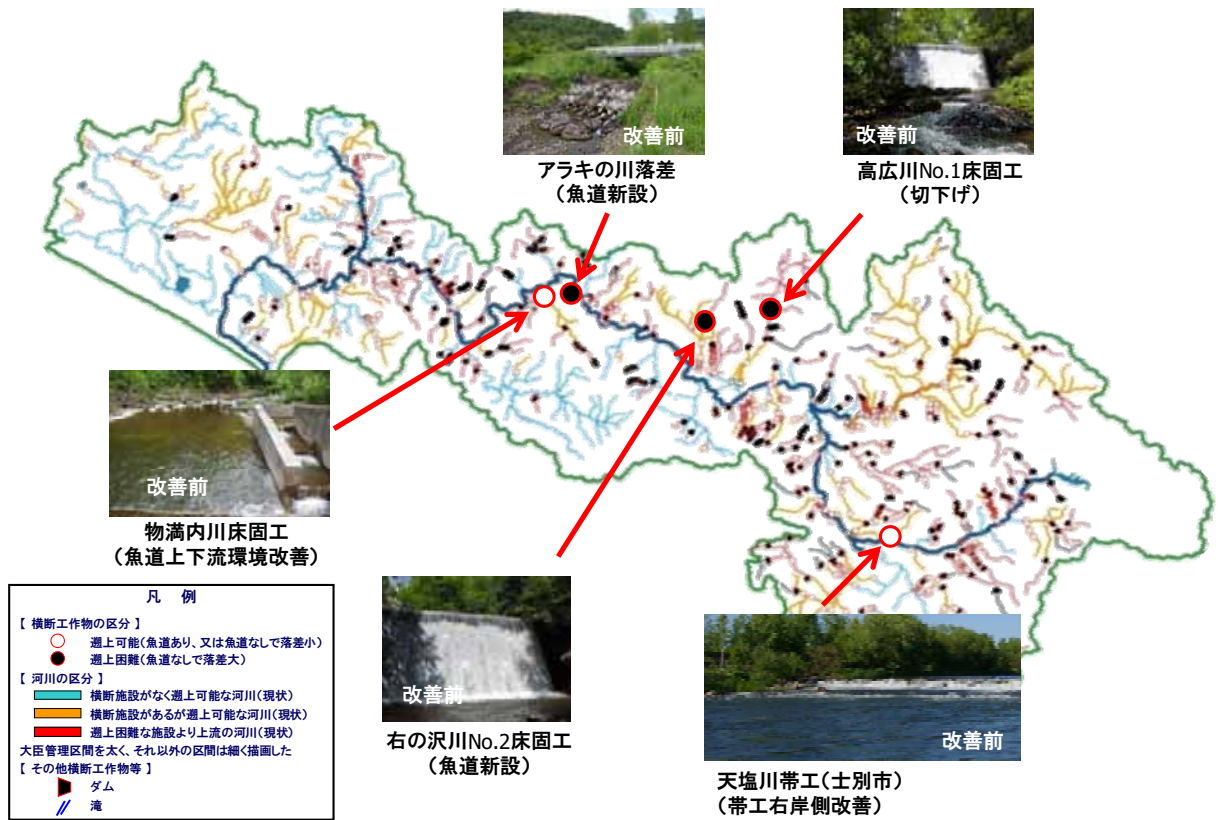 改善前
アラキの川落差
（魚道新設）
改善前
高広川No.1床固工
（切下げ）
改善前
物満内川床固工
（魚道上下流環境改善）
改善前
右の沢川No.2床固工
（魚道新設）
改善前
天塩川帯工（士別市）
（帯工右岸側改善）
凡 例
【 横断工作物の区分 】
遡上可能（魚道あり、又は魚道なしで落差小）
遡上困難（魚道なしで落差大）
【 河川の区分 】
横断施設がなく遡上可能な河川（現状）
横断施設があるが遡上可能な河川（現状）
遡上困難な施設より上流の河川（現状）
大臣管理区間を太く、それ以外の区間は細く描画した
【 その他横断工作物等 】
ダム
滝